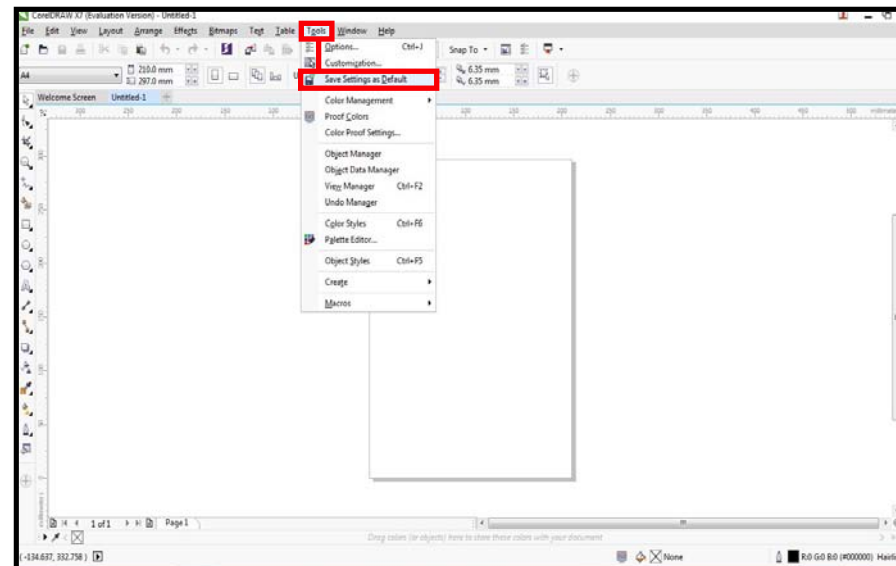 CorelDRAW X7 (Evaluation Version) - Untitled-1
File Edit View Layout Arrange Effects Bitmaps Text Table Tools Window Help
Snap To
A4
210.0 mm
297.0 mm
6.35 mm
6.35 mm
Welcome Screen Untitled-1
Options... Ctrl+J
Customization...
Save Settings as Default
Color Management
Proof Colors
Color Proof Settings...
Object Manager
Object Data Manager
View Manager Ctrl+F2
Undo Manager
Color Styles Ctrl+F6
Palette Editor...
Object Styles Ctrl+F5
Create
Macros
1 of 1 Page 1
Drag colors (or objects) here to store these colors with your document
(-134.637, 332.758 ) None R:0 G:0 B:0 (#000000)